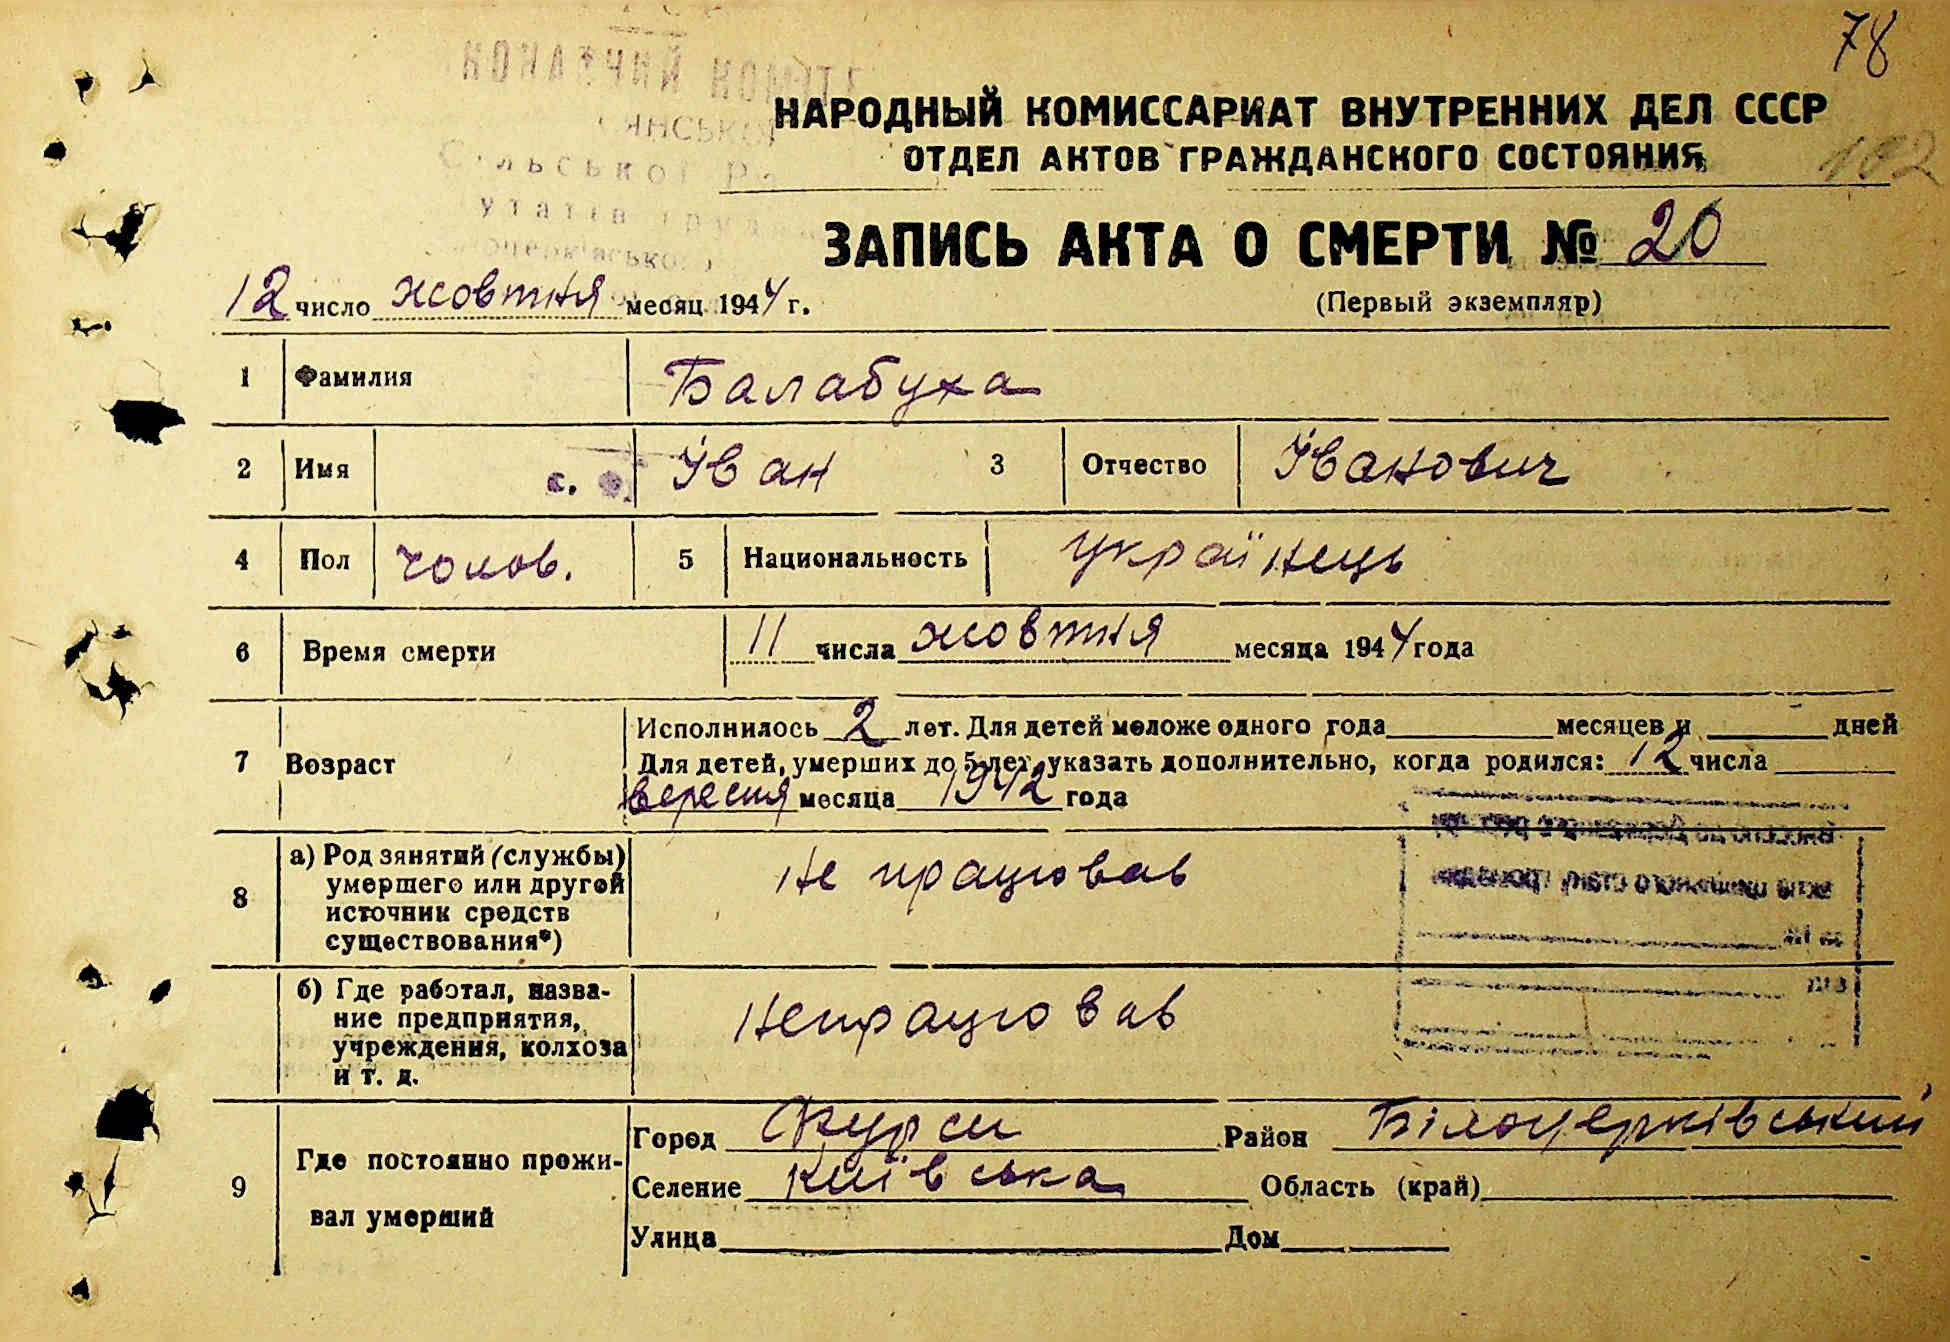 78
НАРОДНЫЙ КОМИССАРИАТ ВНУТРЕННИХ ДЕЛ СССР
ОТДЕЛ АКТОВ ГРАЖДАНСКОГО СОСТОЯНИЯ
102
ЗАПИСЬ АКТА О СМЕРТИ № 20
12 число жовтня месяц 1944 г.
(Первый экземпляр)
1 Фамилия Балабуха
2 Имя с. Іван 3 Отчество Іванович
4 Пол чолов. 5 Национальность українець
6 Время смерти 11 числа жовтня месяца 1944 года
7 Возраст
Исполнилось 2 лет. Для детей моложе одного года месяцев и дней
Для детей, умерших до 5 лет, указать дополнительно, когда родился: 12 числа
вересня месяца 1942 года
8 а) Род занятий (службы)
умершего или другой
источник средств
существования*)
Не працював
б) Где работал, назва-
ние предприятия,
учреждения, колхоза
и т. д.
Непрацював
9 Где постоянно прожи-
вал умерший
Город Фурси Район Білоцерківський
Селение Київська Область (край)
Улица Дом